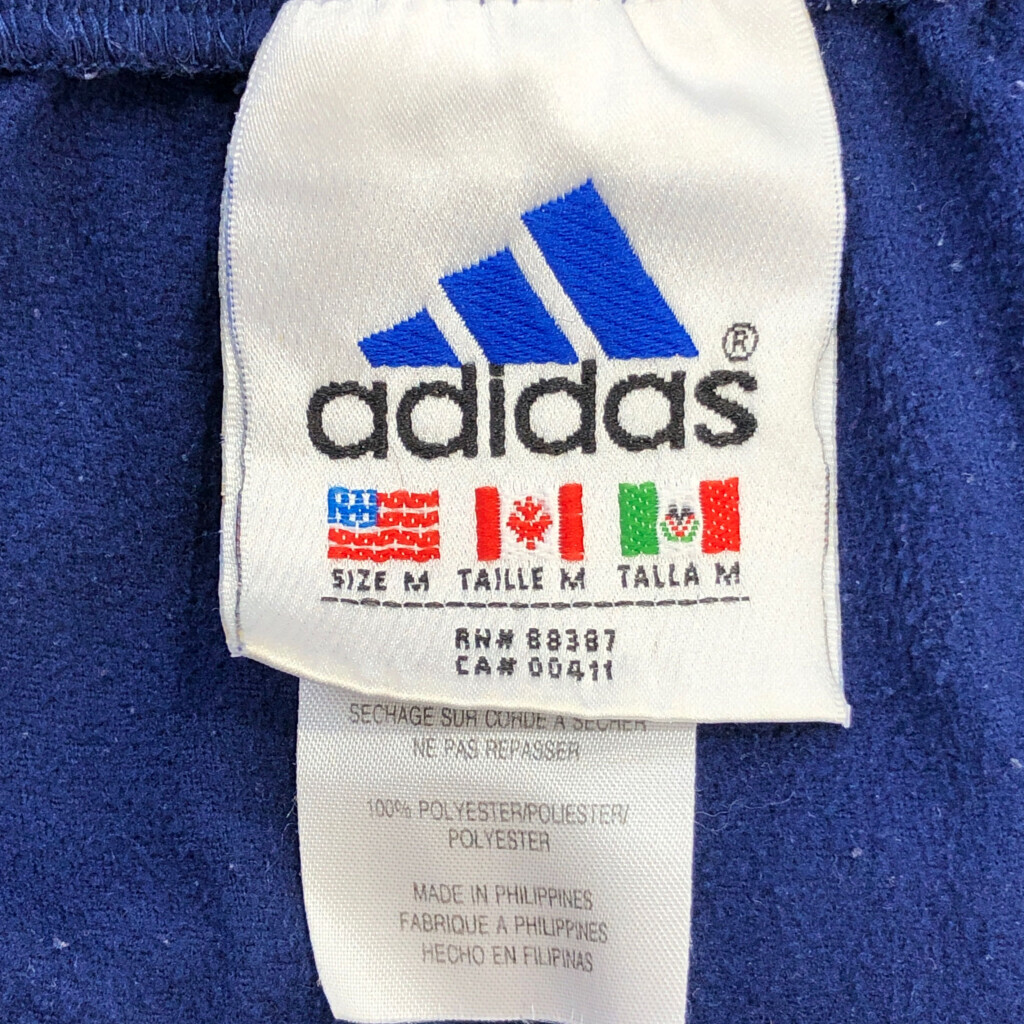 adidas®
SIZE M TAILLE M TALLA M
RN# 88387
CA# 00411
SECHAGE SUR CORDE A SECHER
NE PAS REPASSER
100% POLYESTER/POLIESTER/
POLYESTER
MADE IN PHILIPPINES
FABRIQUE A PHILIPPINES
HECHO EN FILIPINAS